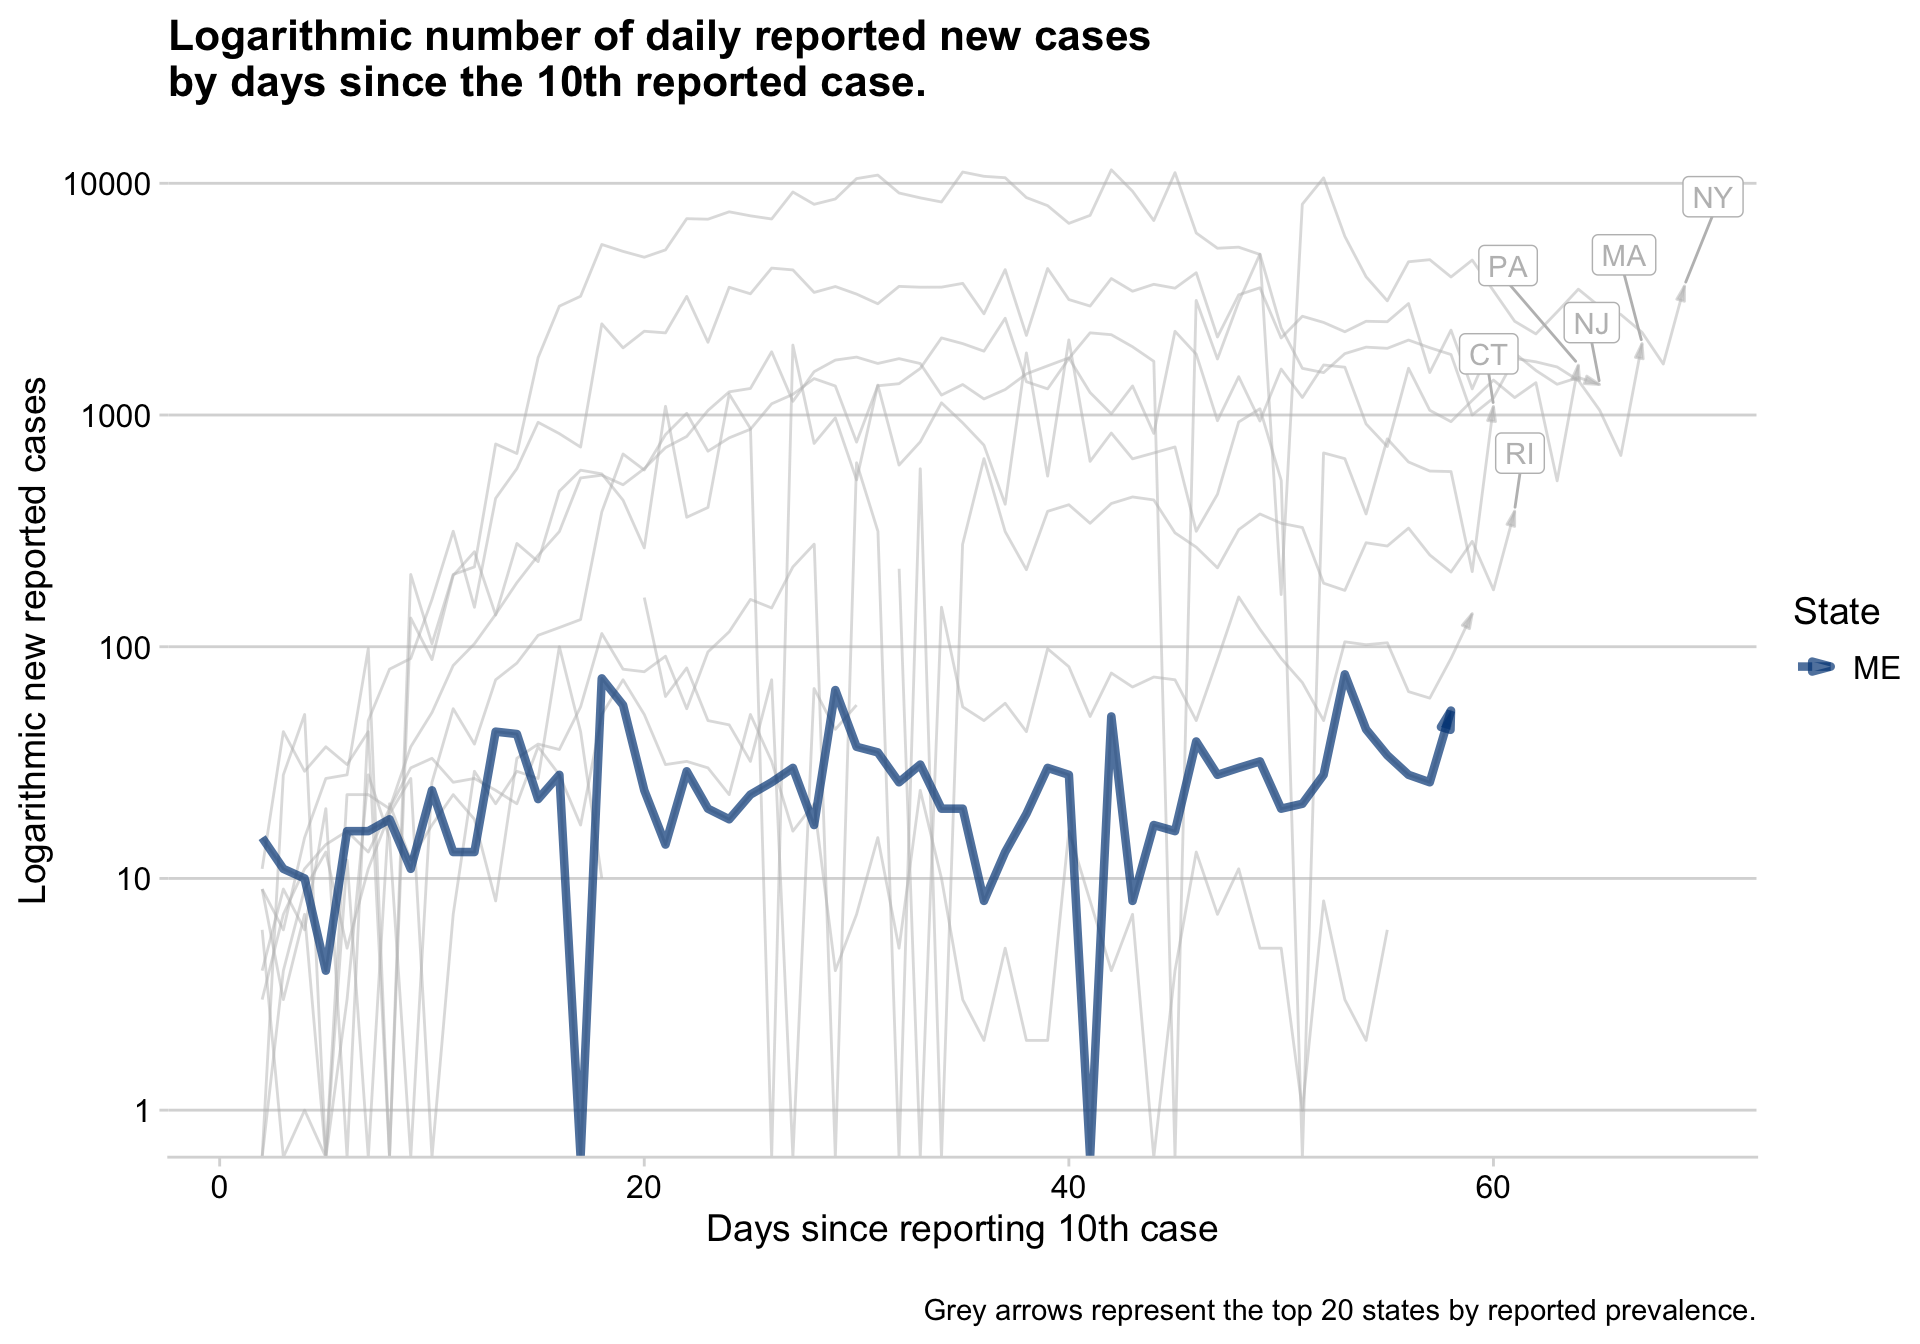 Logarithmic number of daily reported new cases
by days since the 10th reported case.
Logarithmic new reported cases
10000
1000
100
10
1
NY
MA
PA
NJ
CT
RI
State
ME
0
20
40
60
Days since reporting 10th case
Grey arrows represent the top 20 states by reported prevalence.